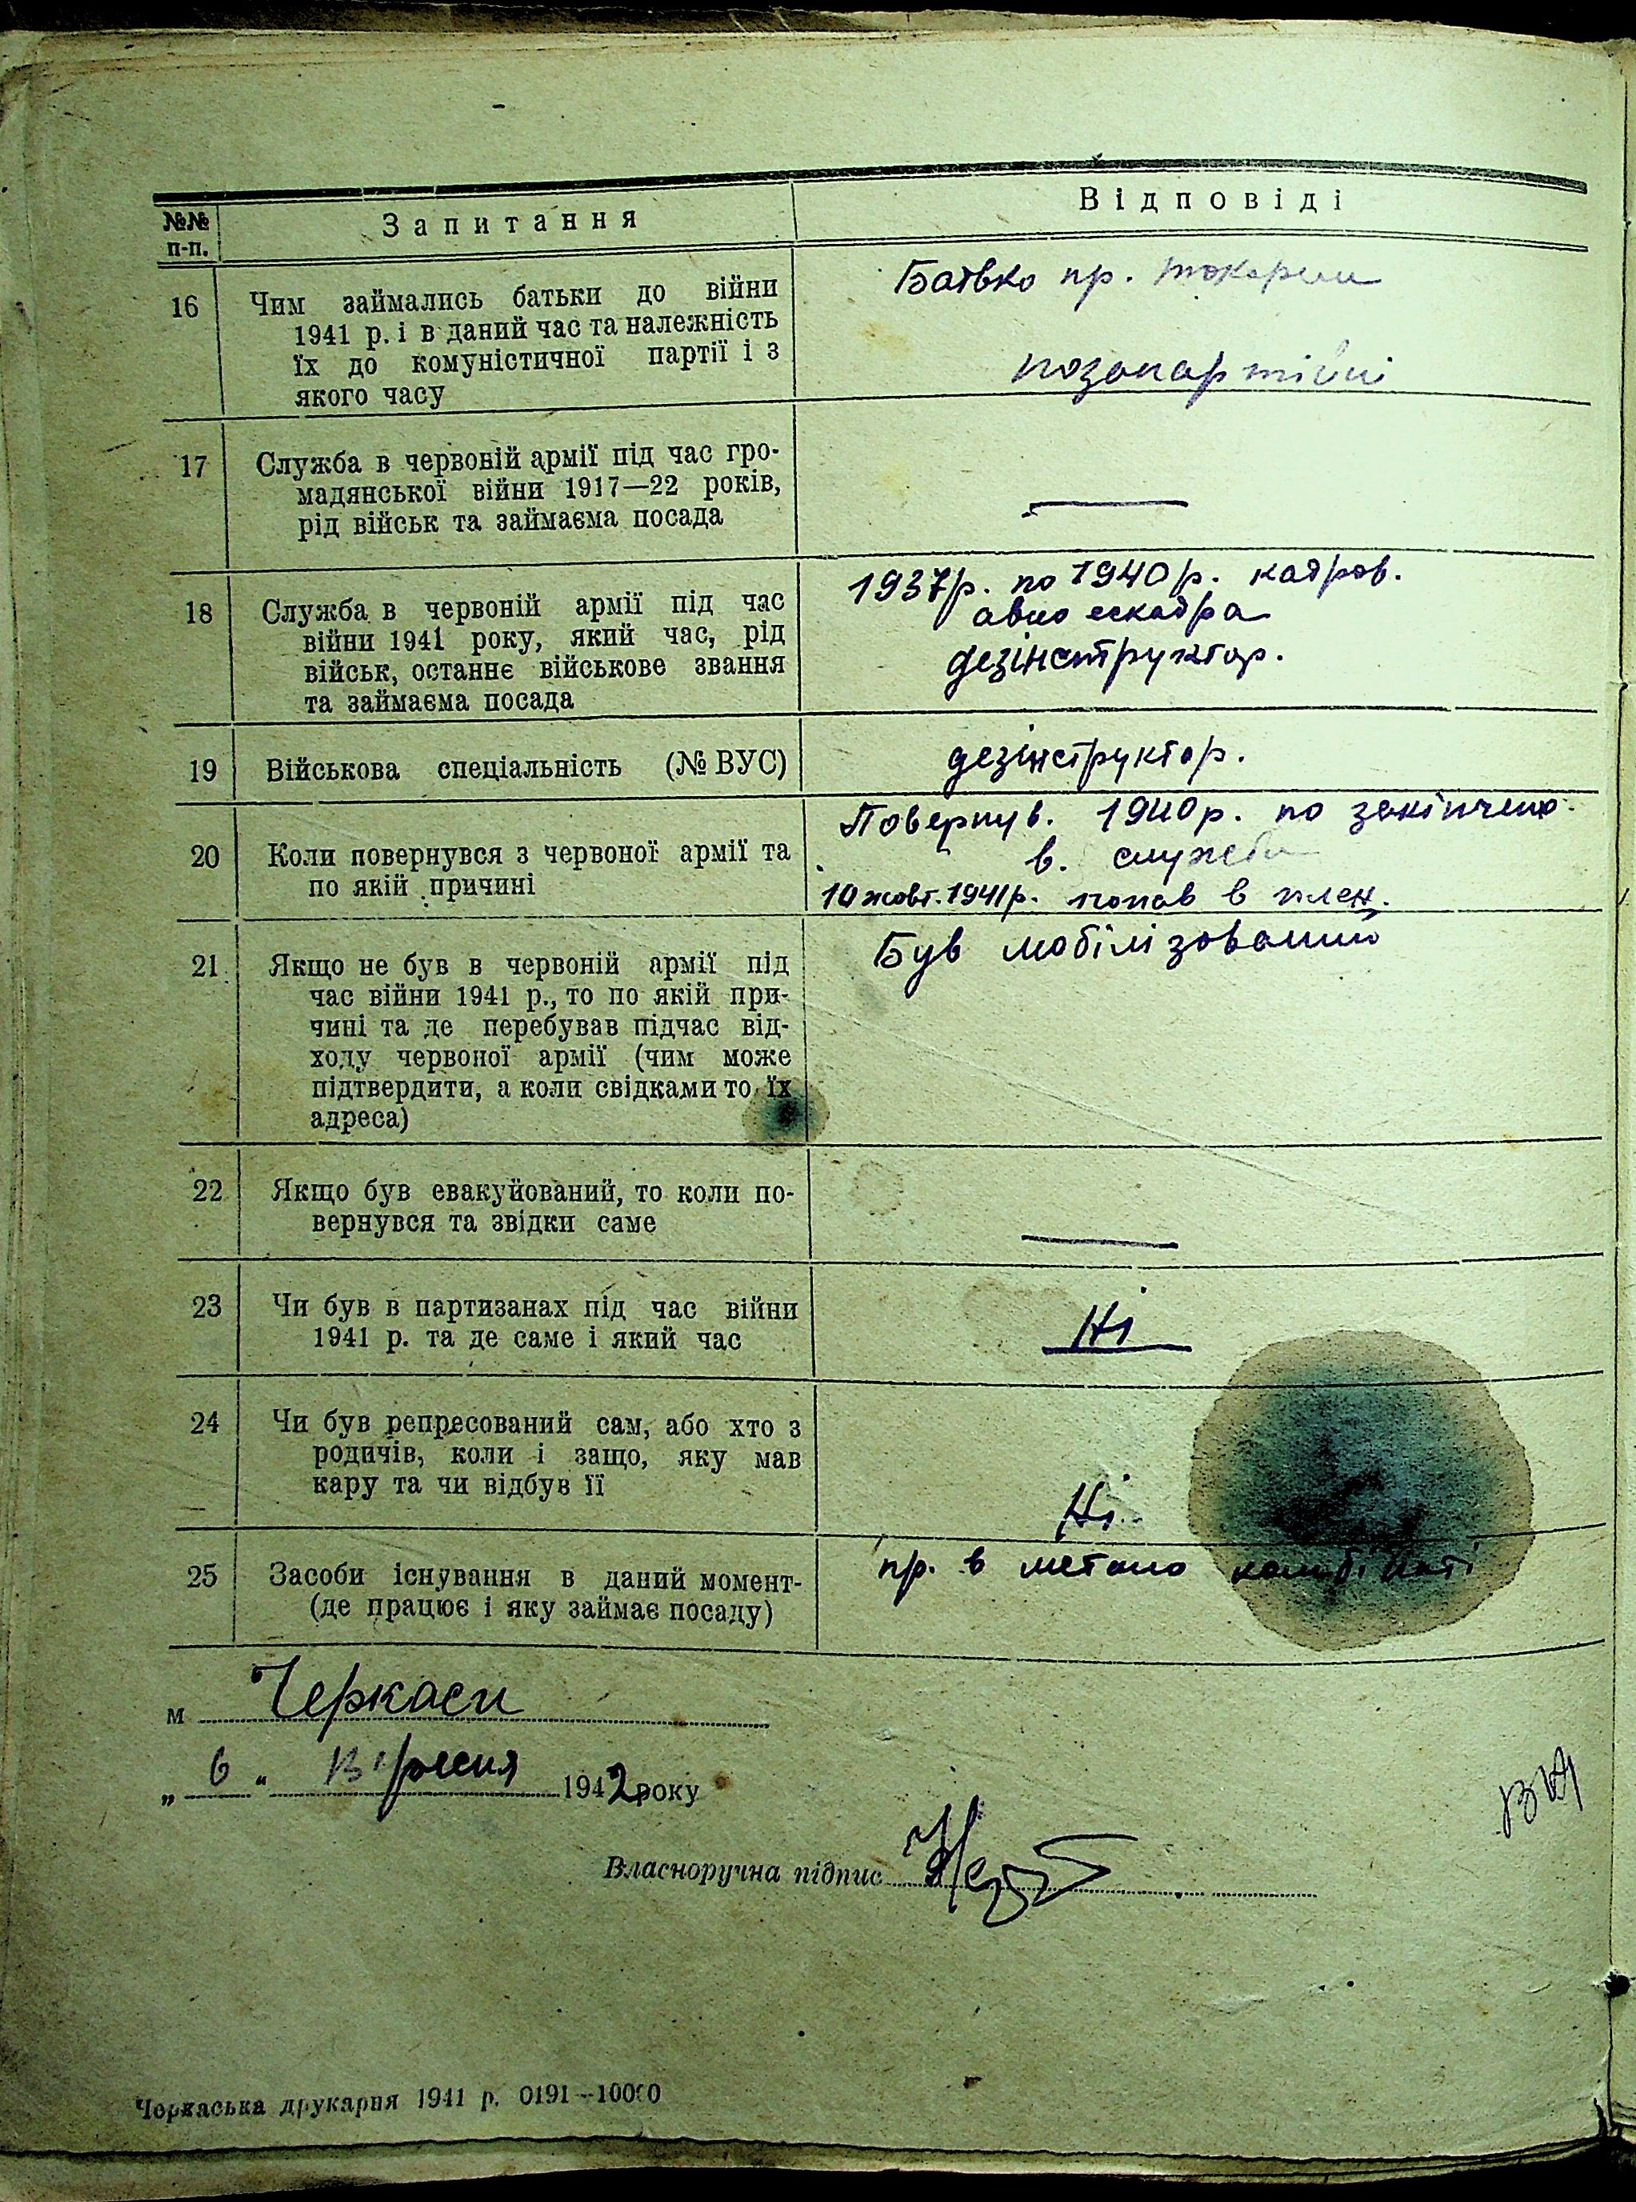 №№ Запитання Відповіді
п-п.
16 Чим займались батьки до війни Батько пр. токарем
1941 р. і в даний час та належність
їх до комуністичної партії і з позапартійні
якого часу
17 Служба в червоній армії під час гро-
мадянської війни 1917—22 років, —
рід військ та займаєма посада
18 Служба в червоній армії під час 1937р. по 1940р. кадров.
війни 1941 року, який час, рід авио ескадра
військ, останнє військове звання дезінструктор.
та займаєма посада
19 Військова спеціальність (№ ВУС) дезінструктор.
20 Коли повернувся з червоної армії та Повернув. 1940р. по закінчено
по якій причині в. служби
10 жовт. 1941р. попав в плен.
21 Якщо не був в червоній армії під Був мобілізований
час війни 1941 р., то по якій при-
чині та де перебував підчас від-
ходу червоної армії (чим може
підтвердити, а коли свідками то їх
адреса)
22 Якщо був евакуйований, то коли по-
вернувся та звідки саме —
23 Чи був в партизанах під час війни Ні
1941 р. та де саме і який час
24 Чи був репресований сам, або хто з
родичів, коли і защо, яку мав
кару та чи відбув її Ні.
25 Засоби існування в даний момент- пр. в метало комбінаті
(де працює і яку займає посаду)
м Черкаси
„ 6 " Вересня 1942 року
Власноручна підпис
Черкаська друкарня 1941 р. 0191—10000